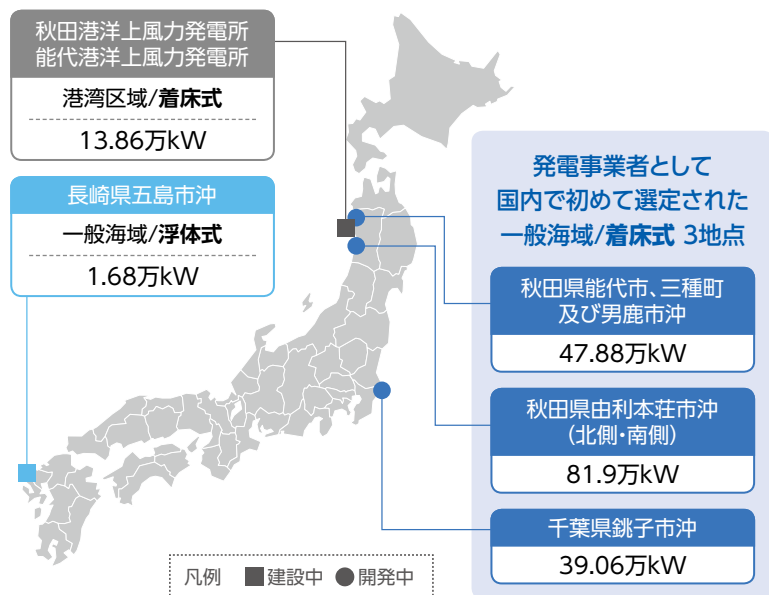 秋田港洋上風力発電所
能代港洋上風力発電所
港湾区域/着床式
13.86万kW
長崎県五島市沖
一般海域/浮体式
1.68万kW
発電事業者として
国内で初めて選定された
一般海域/着床式 3地点
秋田県能代市、三種町
及び男鹿市沖
47.88万kW
秋田県由利本荘市沖
(北側・南側)
81.9万kW
千葉県銚子市沖
39.06万kW
凡例 ■建設中 ●開発中